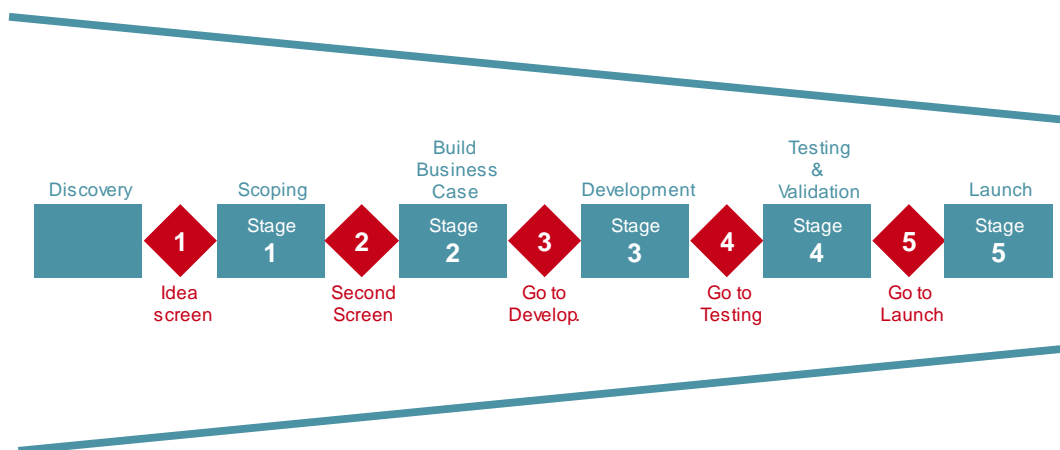 Discovery
Scoping
Build
Business
Case
Development
Testing
&
Validation
Launch
1
Stage
1
2
Stage
2
3
Stage
3
4
Stage
4
5
Stage
5
Idea
screen
Second
Screen
Go to
Develop.
Go to
Testing
Go to
Launch